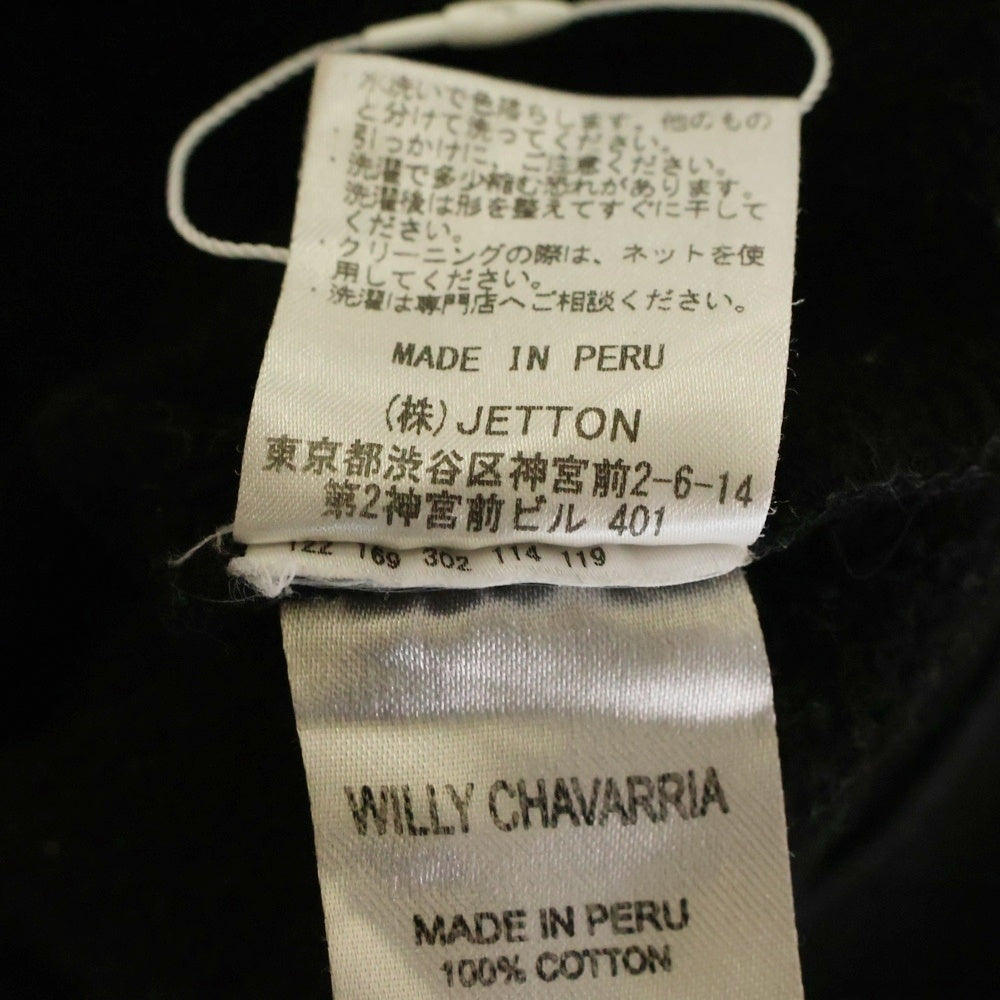 水洗いで色落ちします。他のもの
と分けて洗ってください。
引っかけに、ご注意ください。
・洗濯で多少縮む恐れがあります。
洗濯後は形を整えてすぐに干して
ください。
・クリーニングの際は、ネットを使
用してください。
・洗濯は専門店へご相談ください。
MADE IN PERU
(株)JETTON
東京都渋谷区神宮前2-6-14
第2神宮前ビル 401
122 169 302 114 119
WILLY CHAVARRIA
MADE IN PERU
100% COTTON